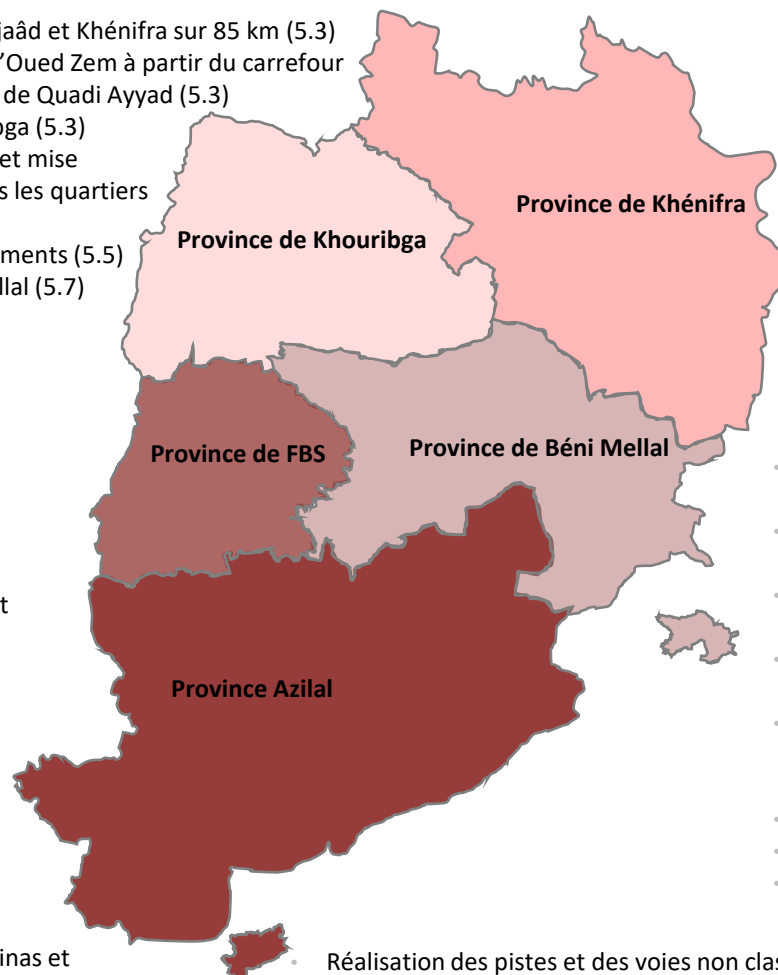 jaâd et Khénifra sur 85 km (5.3)
’Oued Zem à partir du carrefour
de Quadi Ayyad (5.3)
ga (5.3)
et mise
s les quartiers
ments (5.5)
llal (5.7)
Province de Khénifra
Province de Khouribga
Province de Béni Mellal
Province de FBS
t
Province Azilal
inas et
Réalisation des pistes et des voies non clas